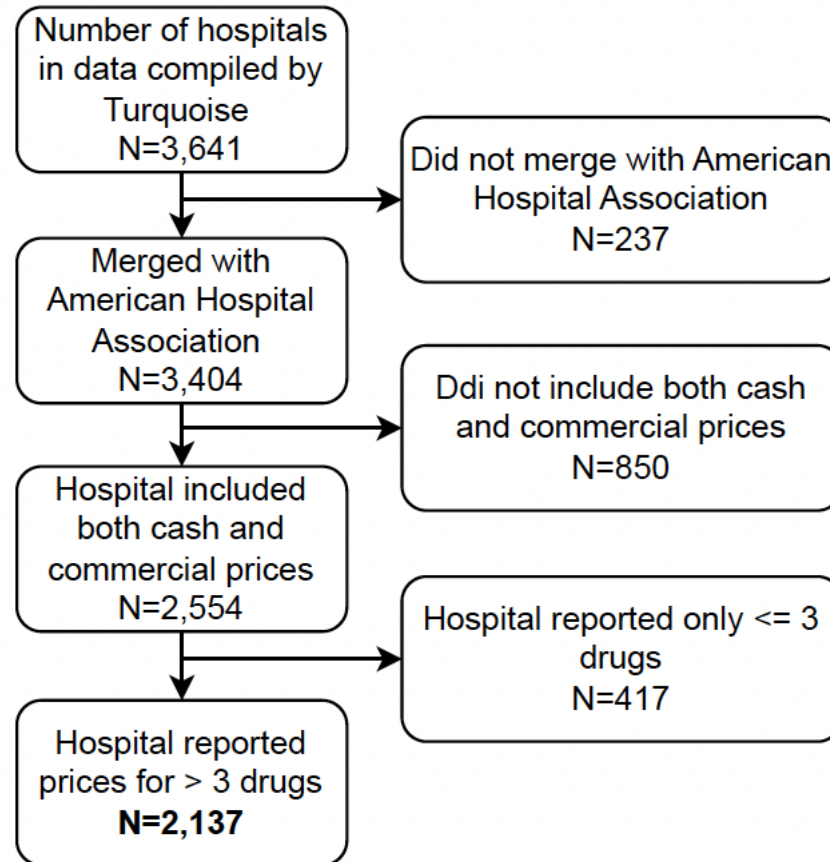 Number of hospitals
in data compiled by
Turquoise
N=3,641
Did not merge with American
Hospital Association
N=237
Merged with
American Hospital
Association
N=3,404
Ddi not include both cash
and commercial prices
N=850
Hospital included
both cash and
commercial prices
N=2,554
Hospital reported only <= 3
drugs
N=417
Hospital reported
prices for > 3 drugs
N=2,137